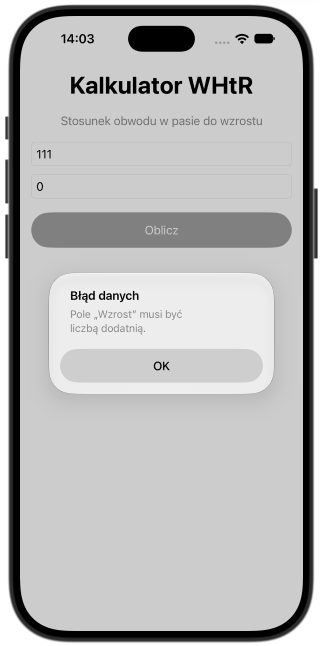 14:03
Kalkulator WHtR
Stosunek obwodu w pasie do wzrostu
111
0
Oblicz
Błąd danych
Pole „Wzrost” musi być
liczbą dodatnią.
OK